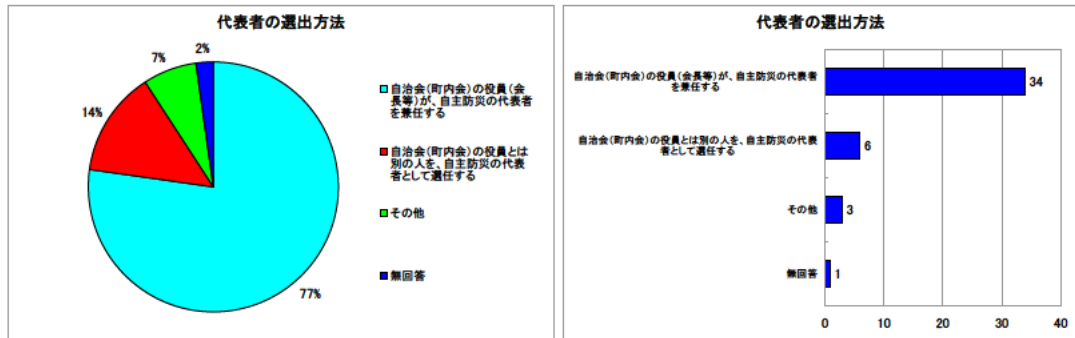 代表者の選出方法
2%
7%
14%
77%
自治会(町内会)の役員(会
長等)が、自主防災の代表者
を兼任する
自治会(町内会)の役員とは
別の人を、自主防災の代表
者として選任する
その他
無回答
代表者の選出方法
自治会(町内会)の役員(会長等)が、自主防災の代表者
を兼任する
34
自治会(町内会)の役員とは別の人を、自主防災の代表
者として選任する
6
その他
3
無回答
1
0 10 20 30 40